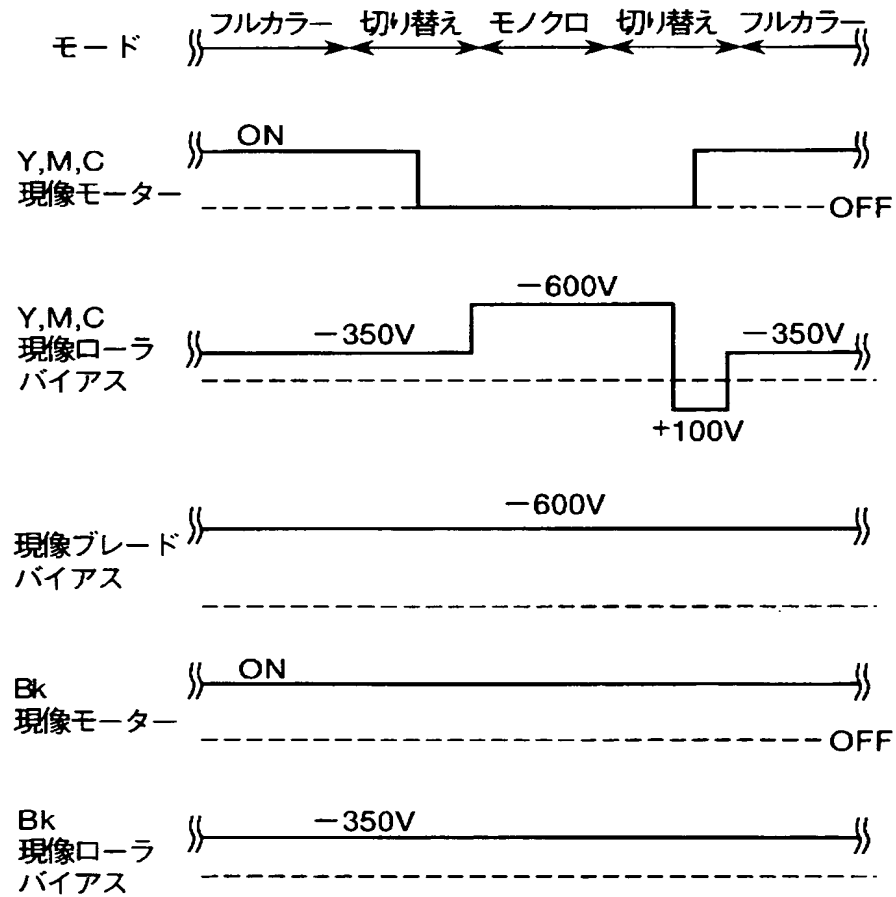 モード
フルカラー 切り替え モノクロ 切り替え フルカラー
ON
Y,M,C
現像モーター
OFF
Y,M,C
現像ローラ
バイアス
−350V
−600V
−350V
+100V
現像ブレード
バイアス
−600V
Bk
現像モーター
ON
OFF
Bk
現像ローラ
バイアス
−350V